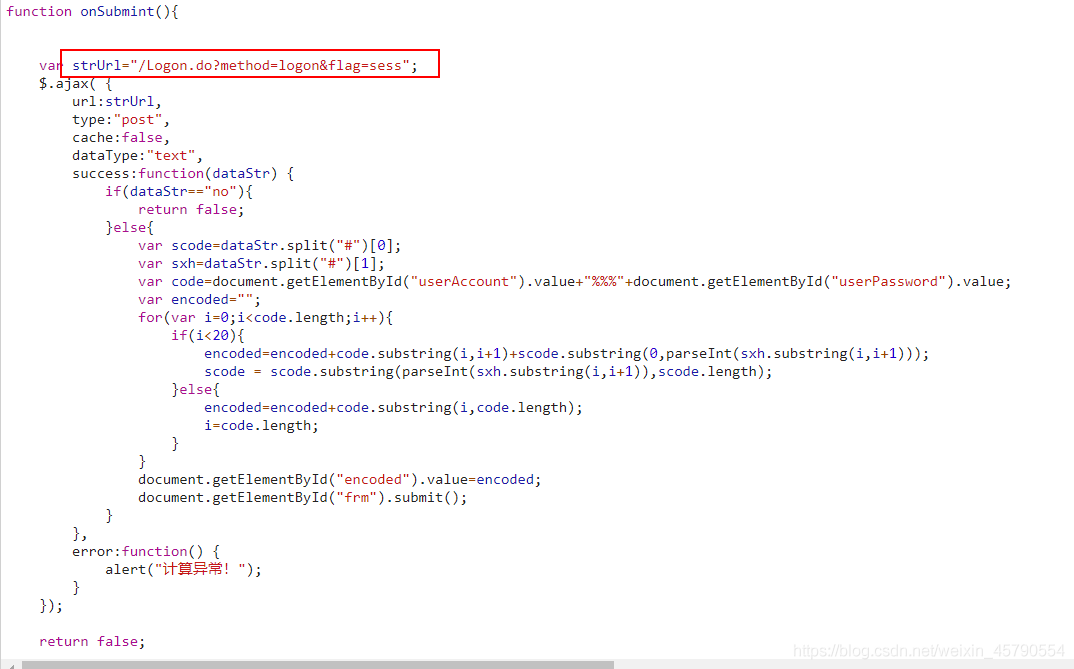 function onSubmint(){
var strUrl="/Logon.do?method=logon&flag=sess";
$.ajax( {
url:strUrl,
type:"post",
cache:false,
dataType:"text",
success:function(dataStr) {
if(dataStr=="no"){
return false;
}else{
var scode=dataStr.split("#")[0];
var sxh=dataStr.split("#")[1];
var code=document.getElementById("userAccount").value+"%%%"+document.getElementById("userPassword").value;
var encoded="";
for(var i=0;i<code.length;i++){
if(i<20){
encoded=encoded+code.substring(i,i+1)+scode.substring(0,parseInt(sxh.substring(i,i+1)));
scode = scode.substring(parseInt(sxh.substring(i,i+1)),scode.length);
}else{
encoded=encoded+code.substring(i,code.length);
i=code.length;
}
}
document.getElementById("encoded").value=encoded;
document.getElementById("frm").submit();
}
},
error:function() {
alert("计算异常！");
}
});
return false;
https://blog.csdn.net/weixin_45790554